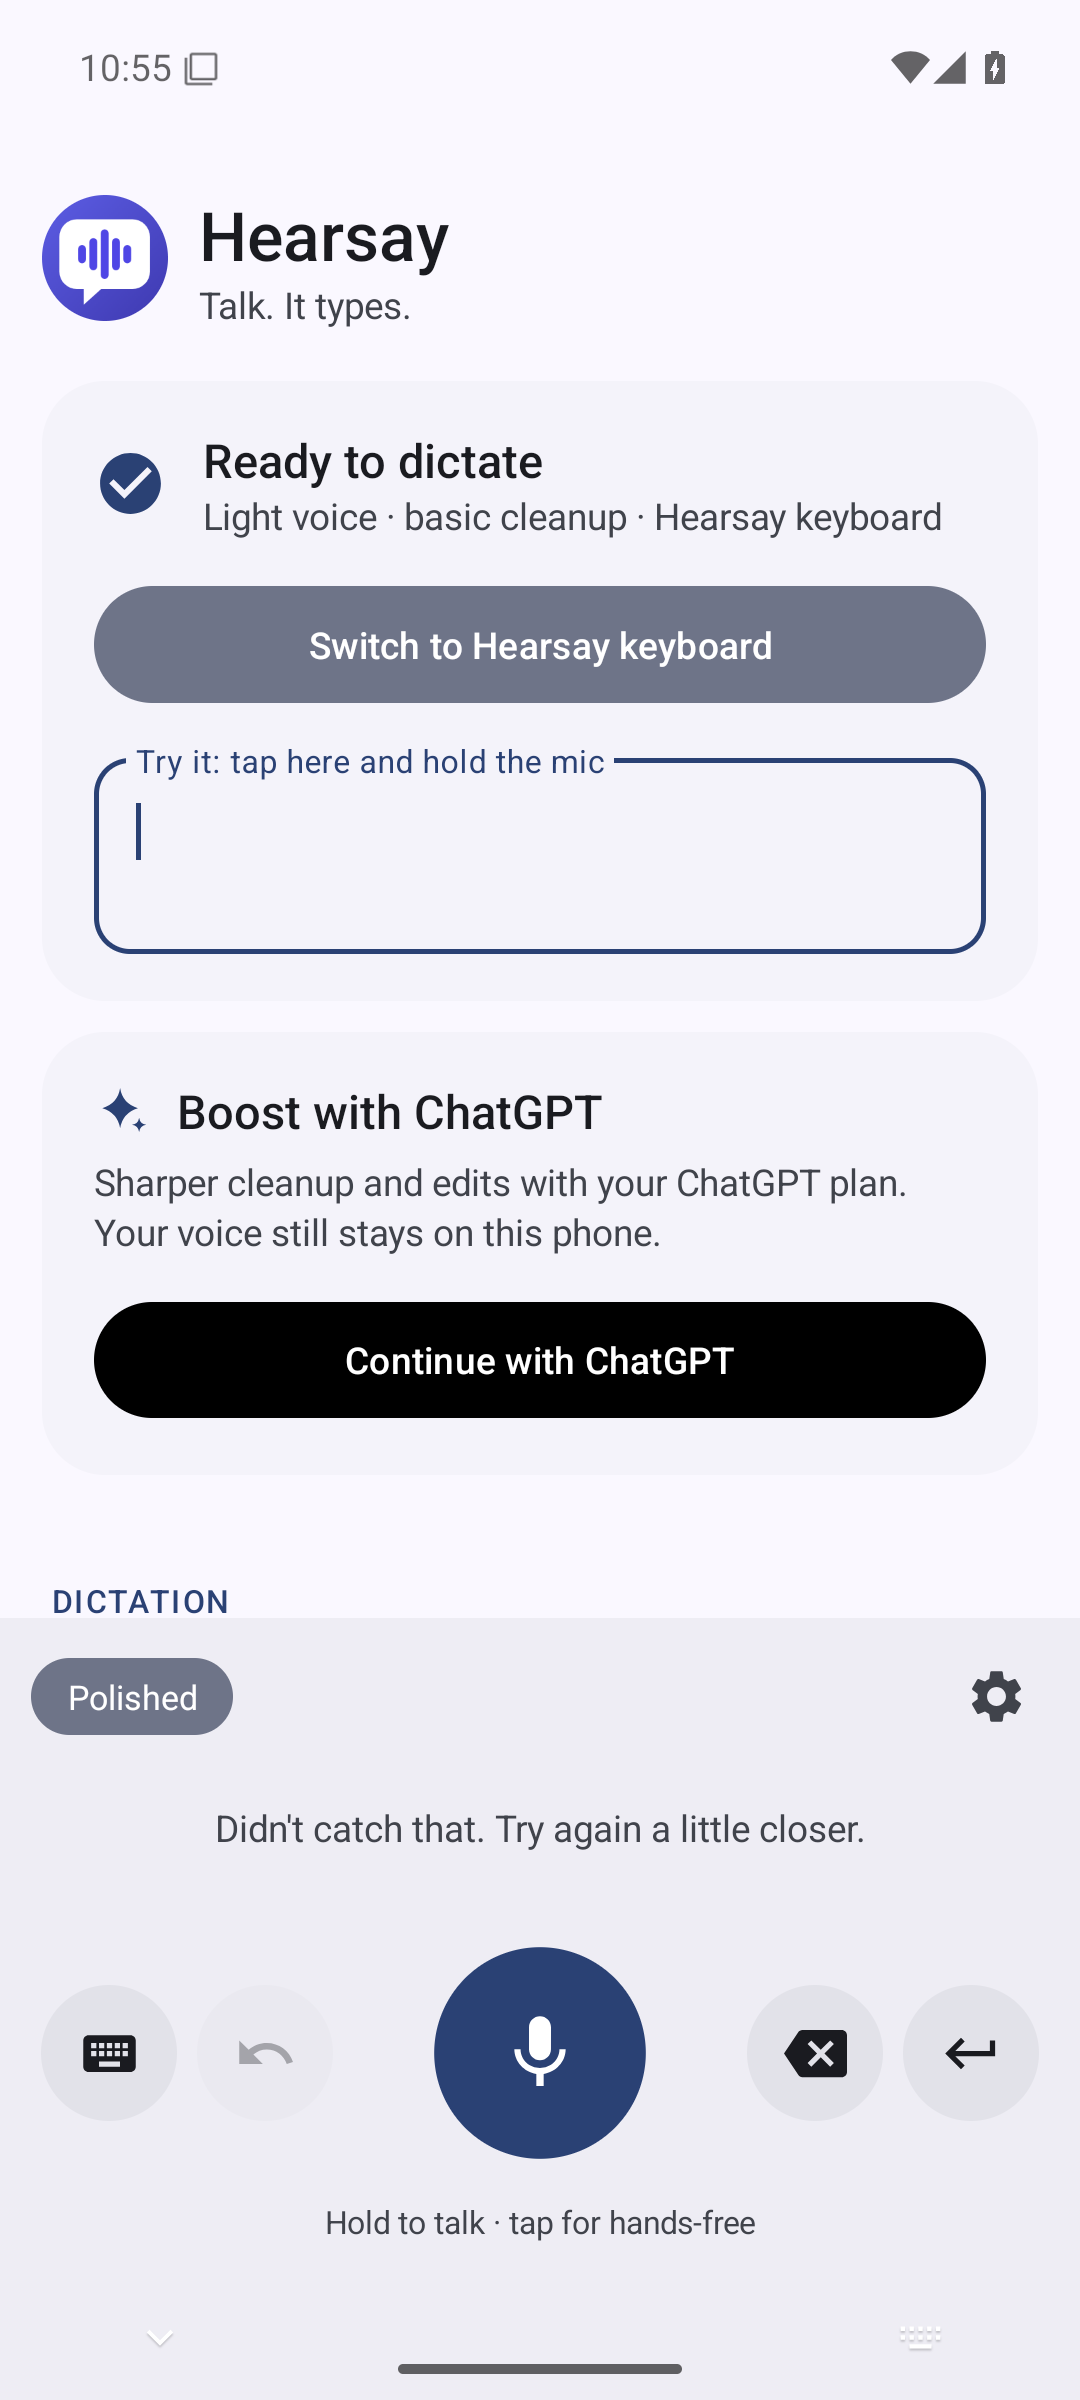 10:55
Hearsay
Talk. It types.
Ready to dictate
Light voice · basic cleanup · Hearsay keyboard
Switch to Hearsay keyboard
Try it: tap here and hold the mic
Boost with ChatGPT
Sharper cleanup and edits with your ChatGPT plan.
Your voice still stays on this phone.
Continue with ChatGPT
DICTATION
Polished
Didn't catch that. Try again a little closer.
Hold to talk · tap for hands-free